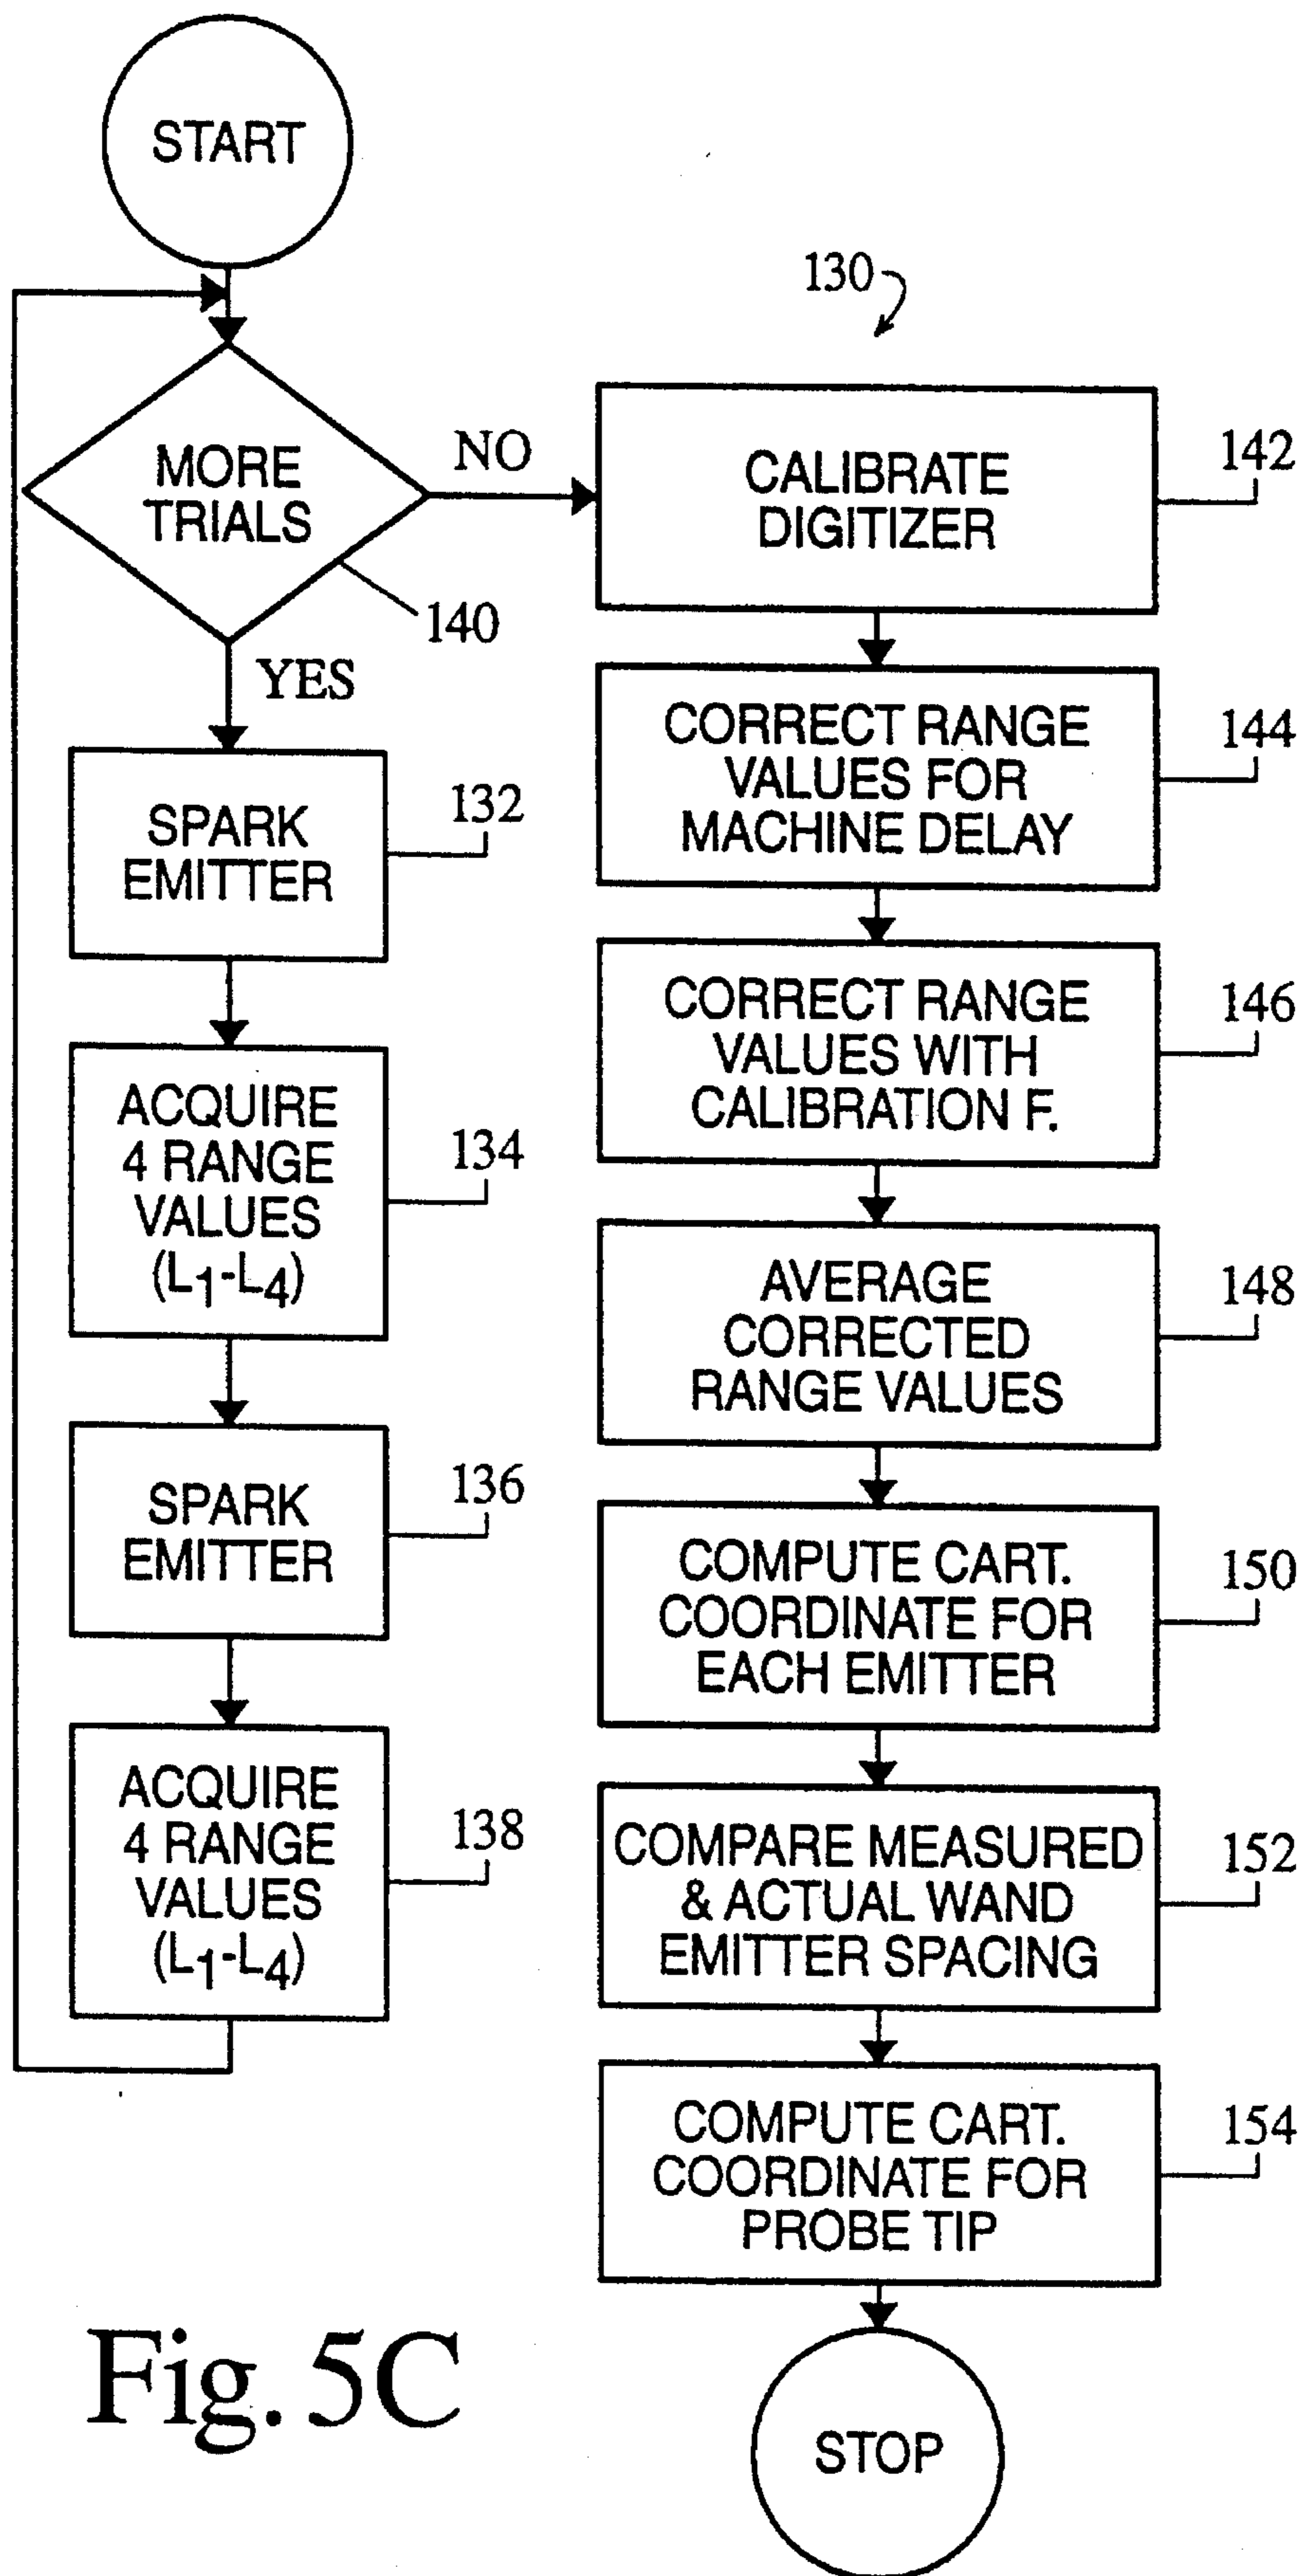 START
MORE
TRIALS
140
YES
NO
SPARK
EMITTER
132
ACQUIRE
4 RANGE
VALUES
(L1-L4)
134
SPARK
EMITTER
136
ACQUIRE
4 RANGE
VALUES
(L1-L4)
138
130
CALIBRATE
DIGITIZER
142
CORRECT RANGE
VALUES FOR
MACHINE DELAY
144
CORRECT RANGE
VALUES WITH
CALIBRATION F.
146
AVERAGE
CORRECTED
RANGE VALUES
148
COMPUTE CART.
COORDINATE FOR
EACH EMITTER
150
COMPARE MEASURED
& ACTUAL WAND
EMITTER SPACING
152
COMPUTE CART.
COORDINATE FOR
PROBE TIP
154
STOP
Fig. 5C